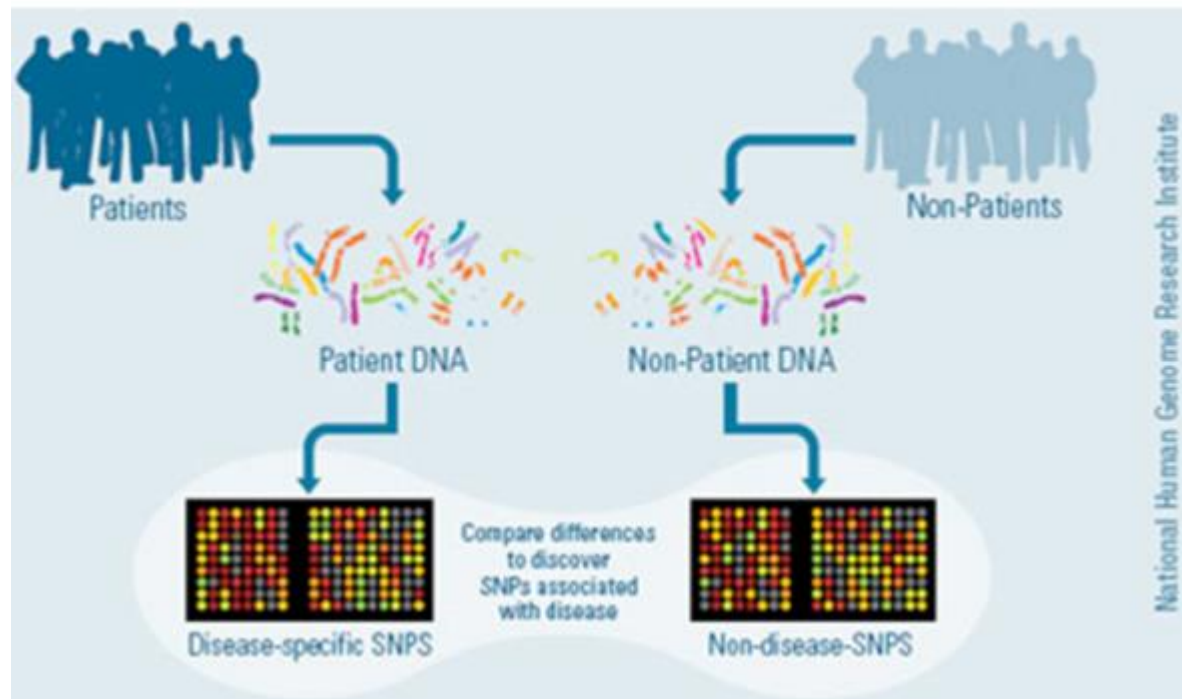 Patients
Non-Patients
Patient DNA
Non-Patient DNA
Compare differences
to discover
SNPs associated
with disease
Disease-specific SNPS
Non-disease-SNPS
National Human Genome Research Institute